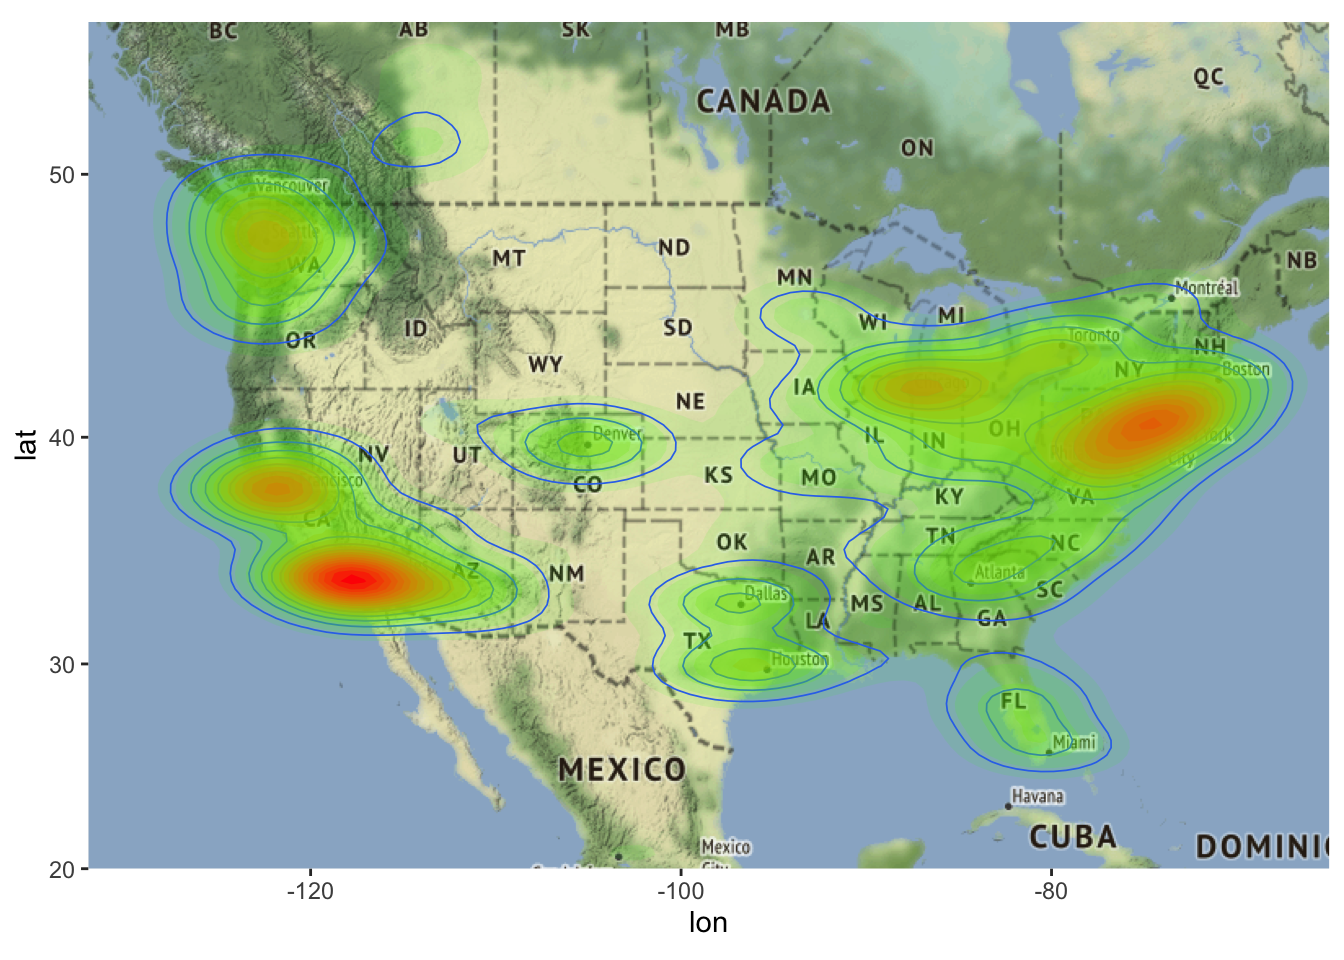 BC
AB
SK
MB
QC
CANADA
ON
50
Vancouver
Seattle
WA
MT
ND
MN
NB
Montréal
OR
ID
SD
WI
MI
Toronto
NH
WY
NY
Boston
NE
IA
40
lat
NV
UT
Denver
CO
KS
MO
IL
IN
OH
City
CA
KY
VA
AZ
NM
OK
AR
TN
NC
Atlanta
SC
Dallas
MS
AL
GA
LA
TX
Houston
30
FL
Miami
MEXICO
Havana
CUBA
DOMINIC
Mexico
City
20
-120
-100
-80
lon